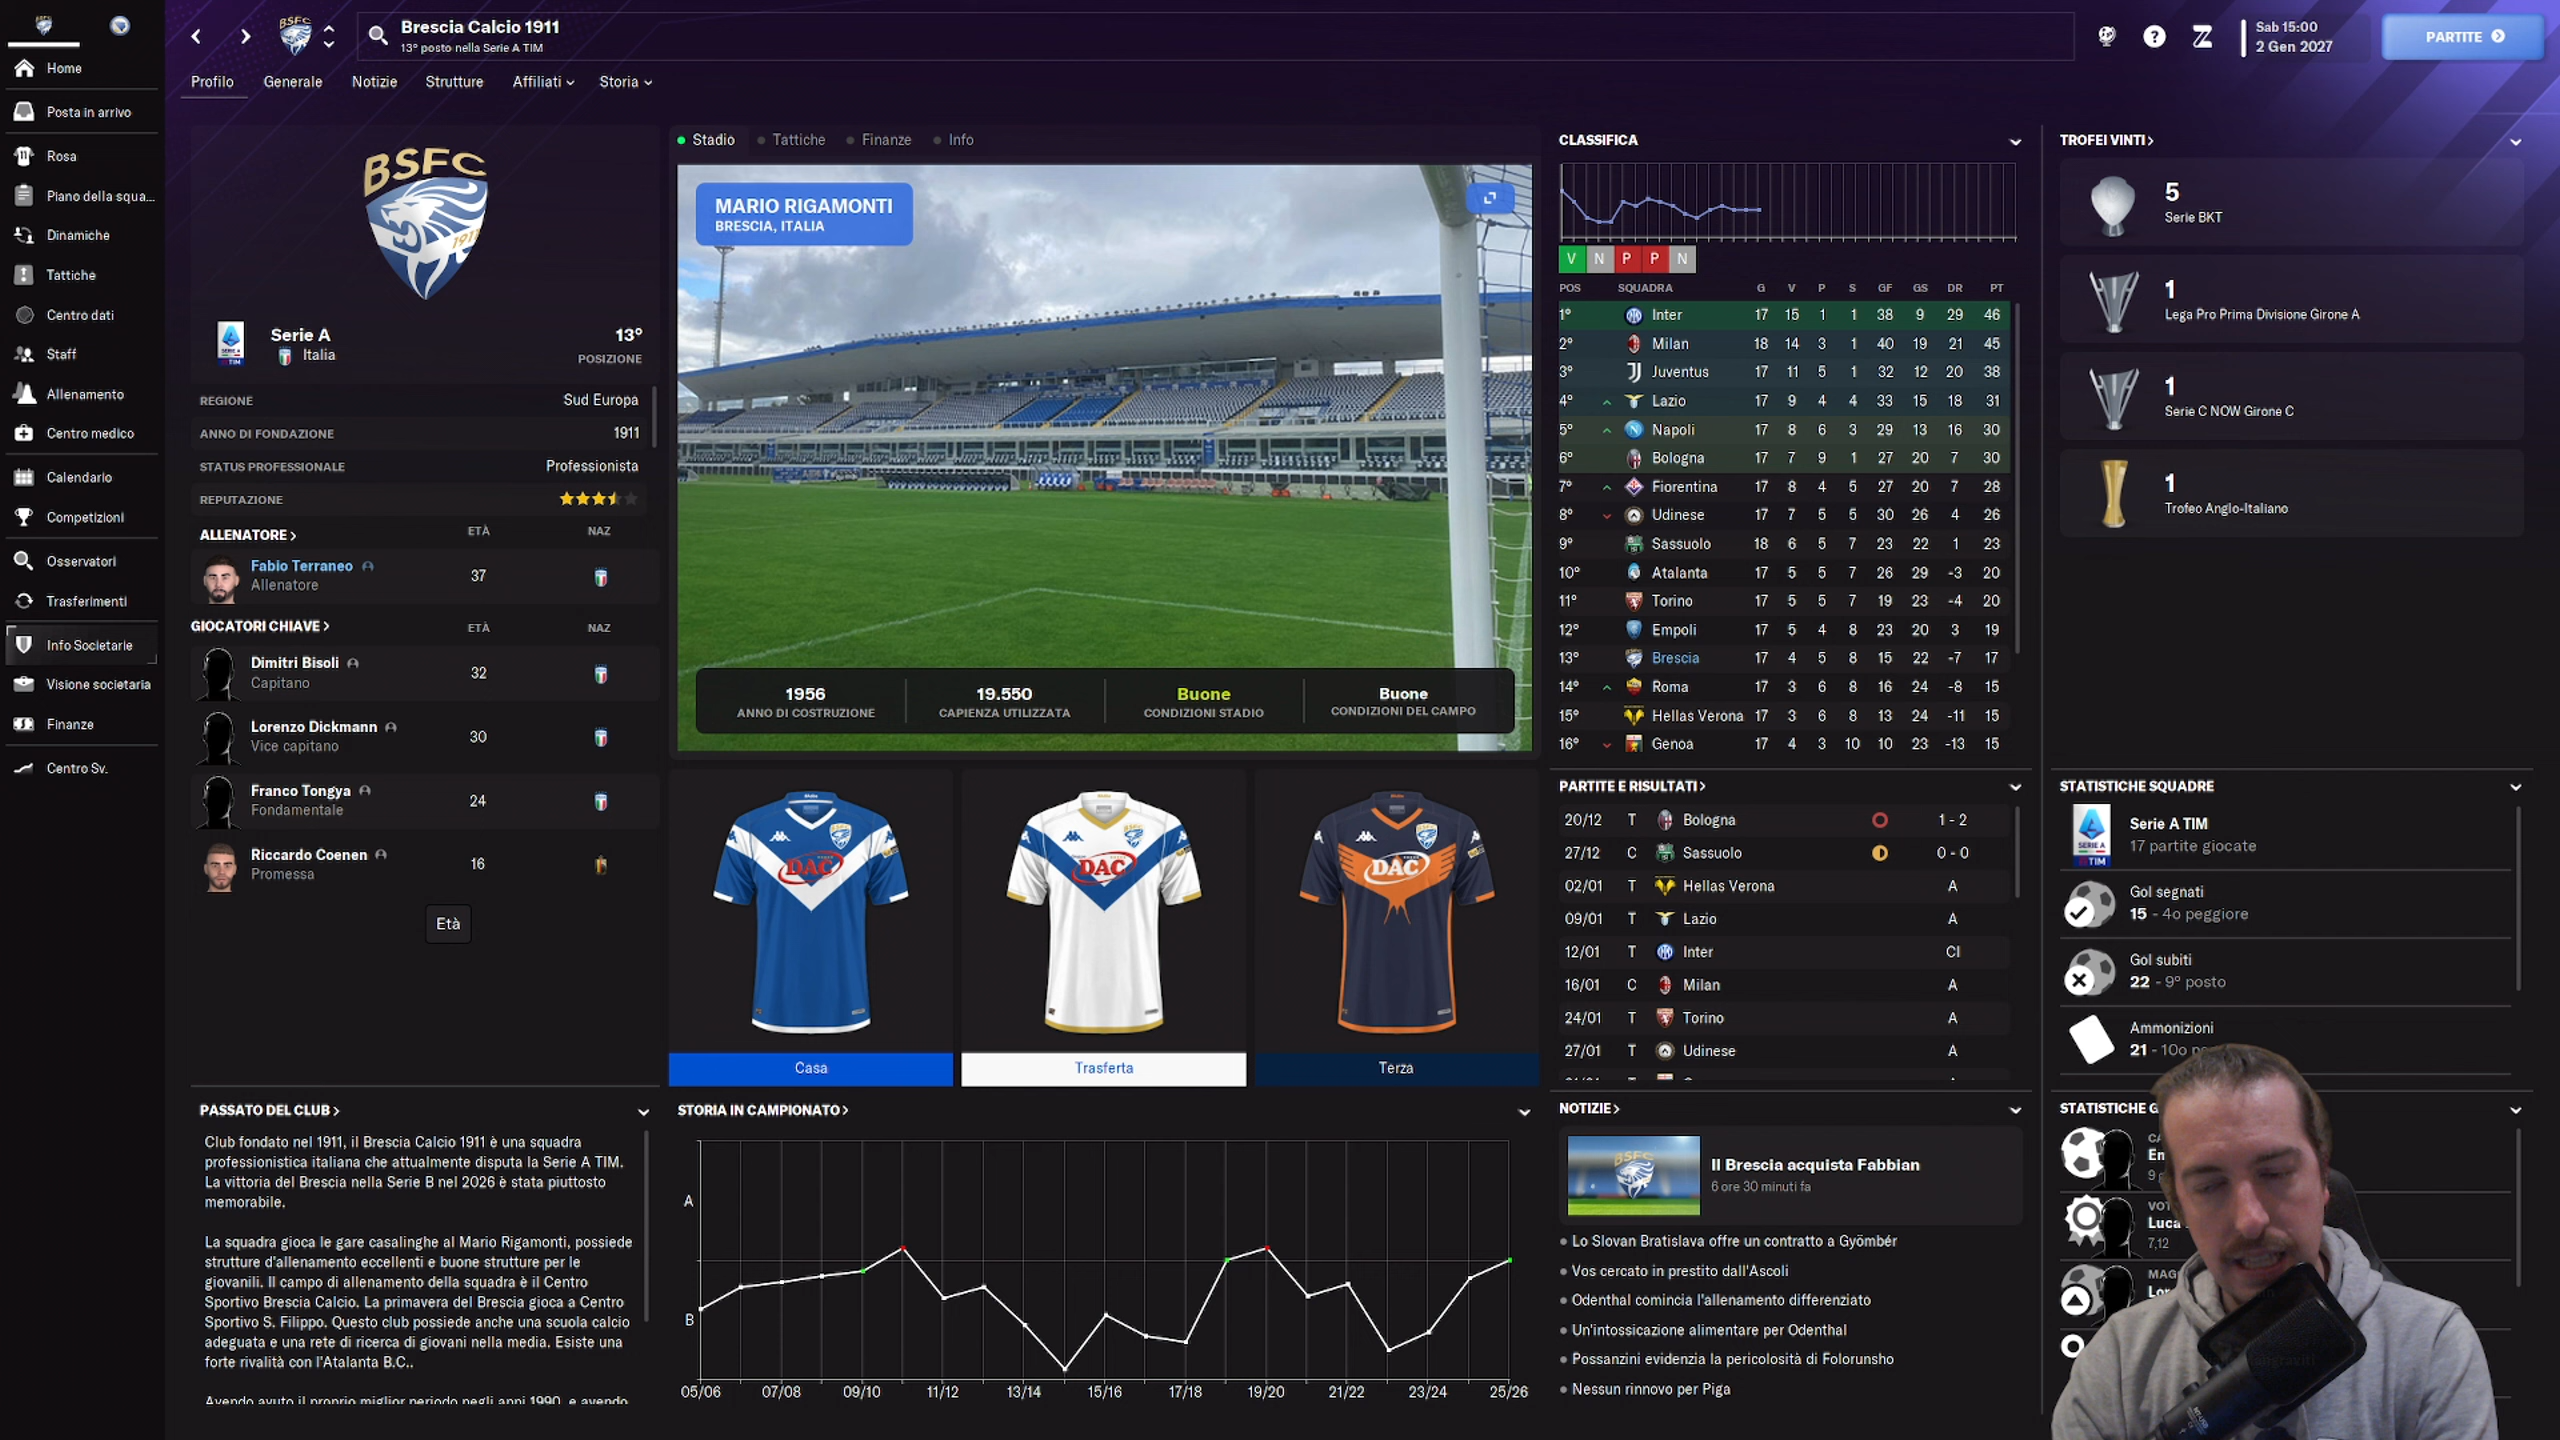 Home
Posta in arrivo
Rosa
Piano della squa...
Dinamiche
Tattiche
Centro dati
Staff
Allenamento
Centro medico
Calendario
Competizioni
Osservatori
Trasferimenti
Info Societarie
Visione societaria
Finanze
Centro Sv.
Brescia Calcio 1911
13° posto nella Serie A TIM
Sab 15:00
2 Gen 2027
PARTITE
Profilo Generale Notizie Strutture Affiliati Storia
BSFC
1911
Serie A
Italia
13°
POSIZIONE
REGIONE Sud Europa
ANNO DI FONDAZIONE 1911
STATUS PROFESSIONALE Professionista
REPUTAZIONE
ALLENATORE> ETÀ NAZ
Fabio Terraneo 37
Allenatore
GIOCATORI CHIAVE> ETÀ NAZ
Dimitri Bisoli 32
Capitano
Lorenzo Dickmann 30
Vice capitano
Franco Tongya 24
Fondamentale
Riccardo Coenen 16
Promessa
Età
Stadio Tattiche Finanze Info
MARIO RIGAMONTI
BRESCIA, ITALIA
1956 19.550 Buone Buone
ANNO DI COSTRUZIONE CAPIENZA UTILIZZATA CONDIZIONI STADIO CONDIZIONI DEL CAMPO
DAC DAC DAC
Casa Trasferta Terza
CLASSIFICA
V N P P N
POS SQUADRA G V P S GF GS DR PT
1° Inter 17 15 1 1 38 9 29 46
2° Milan 18 14 3 1 40 19 21 45
3° Juventus 17 11 5 1 32 12 20 38
4° Lazio 17 9 4 4 33 15 18 31
5° Napoli 17 8 6 3 29 13 16 30
6° Bologna 17 7 9 1 27 20 7 30
7° Fiorentina 17 8 4 5 27 20 7 28
8° Udinese 17 7 5 5 30 26 4 26
9° Sassuolo 18 6 5 7 23 22 1 23
10° Atalanta 17 5 5 7 26 29 -3 20
11° Torino 17 5 5 7 19 23 -4 20
12° Empoli 17 5 4 8 23 20 3 19
13° Brescia 17 4 5 8 15 22 -7 17
14° Roma 17 3 6 8 16 24 -8 15
15° Hellas Verona 17 3 6 8 13 24 -11 15
16° Genoa 17 4 3 10 10 23 -13 15
TROFEI VINTI>
5
Serie BKT
1
Lega Pro Prima Divisione Girone A
1
Serie C NOW Girone C
1
Trofeo Anglo-Italiano
PARTITE E RISULTATI>
20/12 T Bologna 1 - 2
27/12 C Sassuolo 0 - 0
02/01 T Hellas Verona A
09/01 T Lazio A
12/01 T Inter CI
16/01 C Milan A
24/01 T Torino A
27/01 T Udinese A
STATISTICHE SQUADRE
Serie A TIM
17 partite giocate
Gol segnati
15 - 4o peggiore
Gol subiti
22 - 9° posto
Ammonizioni
21 - 10o
PASSATO DEL CLUB>
Club fondato nel 1911, il Brescia Calcio 1911 è una squadra
professionistica italiana che attualmente disputa la Serie A TIM.
La vittoria del Brescia nella Serie B nel 2026 è stata piuttosto
memorabile.
La squadra gioca le gare casalinghe al Mario Rigamonti, possiede
strutture d'allenamento eccellenti e buone strutture per le
giovanili. Il campo di allenamento della squadra è il Centro
Sportivo Brescia Calcio. La primavera del Brescia gioca a Centro
Sportivo S. Filippo. Questo club possiede anche una scuola calcio
adeguata e una rete di ricerca di giovani nella media. Esiste una
forte rivalità con l'Atalanta B.C..
Avendo avuto il proprio miglior periodo negli anni 1990, e avendo
STORIA IN CAMPIONATO>
A
B
05/06 07/08 09/10 11/12 13/14 15/16 17/18 19/20 21/22 23/24 25/26
NOTIZIE>
Il Brescia acquista Fabbian
6 ore 30 minuti fa
Lo Slovan Bratislava offre un contratto a Gyömbér
Vos cercato in prestito dall'Ascoli
Odenthal comincia l'allenamento differenziato
Un'intossicazione alimentare per Odenthal
Possanzini evidenzia la pericolosità di Folorunsho
Nessun rinnovo per Piga
STATISTICHE
Luca
7,12